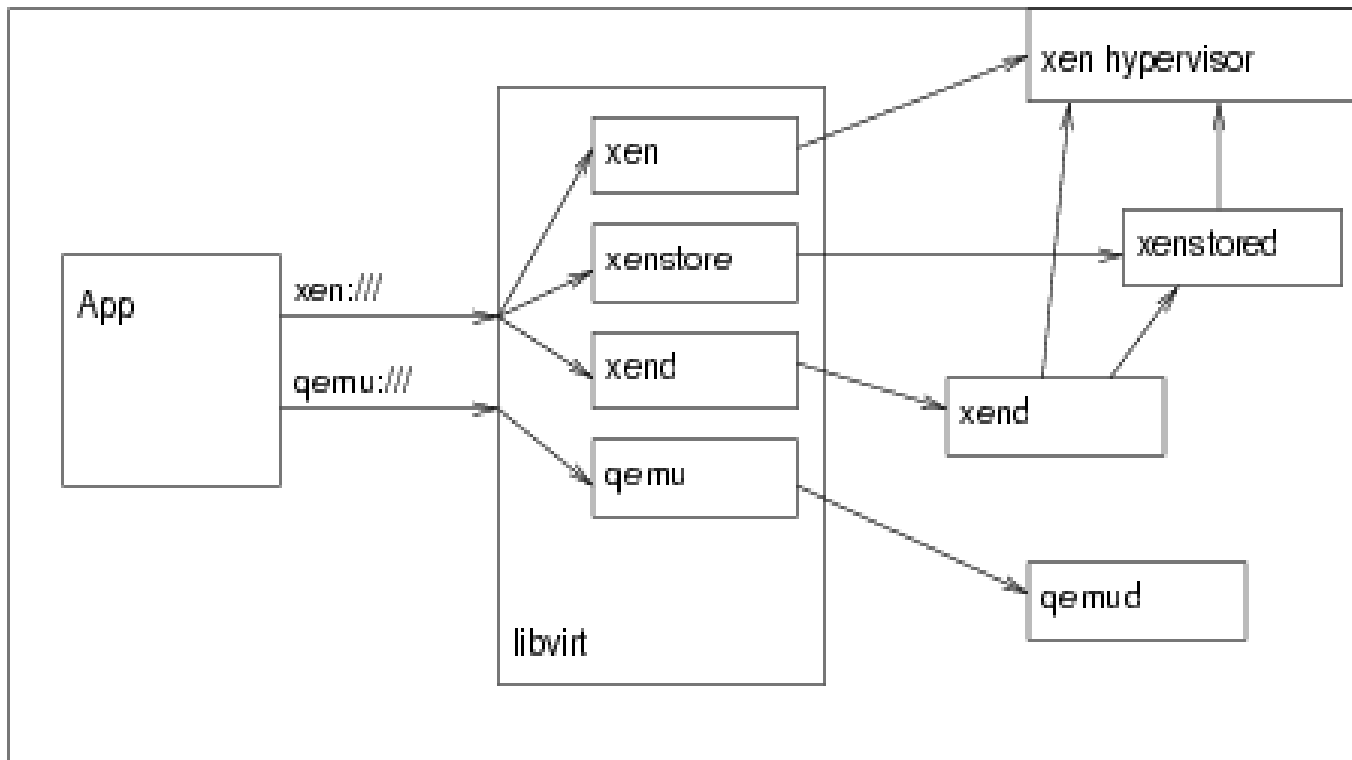 xen hypervisor
xen
xenstored
xenstore
xen:///
App
xend
qemu:///
xend
qemu
qemud
libvirt